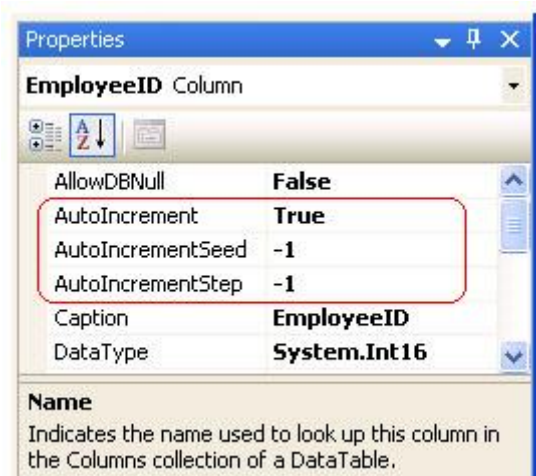 Properties
EmployeeID Column
A
Z
AllowDBNull False
AutoIncrement True
AutoIncrementSeed -1
AutoIncrementStep -1
Caption EmployeeID
DataType System.Int16
Name
Indicates the name used to look up this column in
the Columns collection of a DataTable.